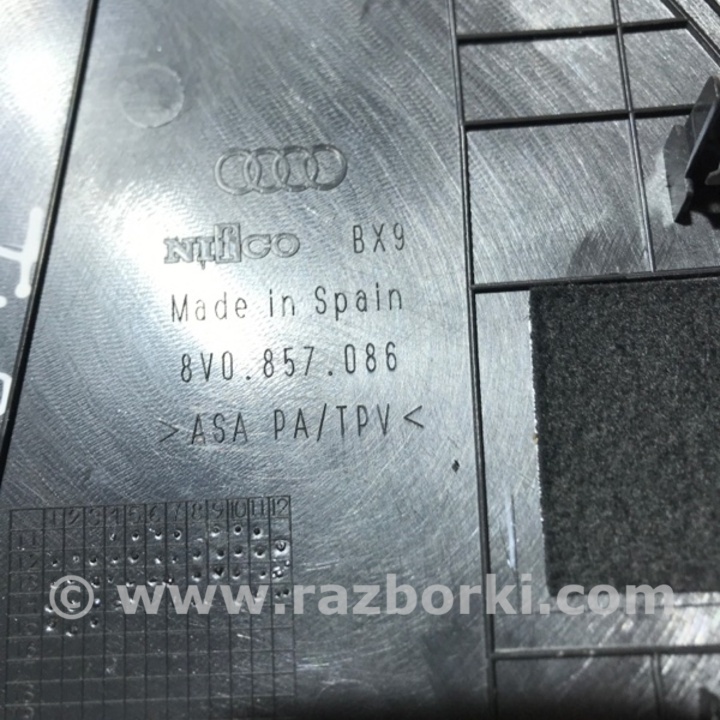 NIfCO BX9
Made in Spain
8V0.857.086
>ASA PA/TPV<
1 2 3 4 5 6 7 8 9 10 11 12
© www.razborki.com